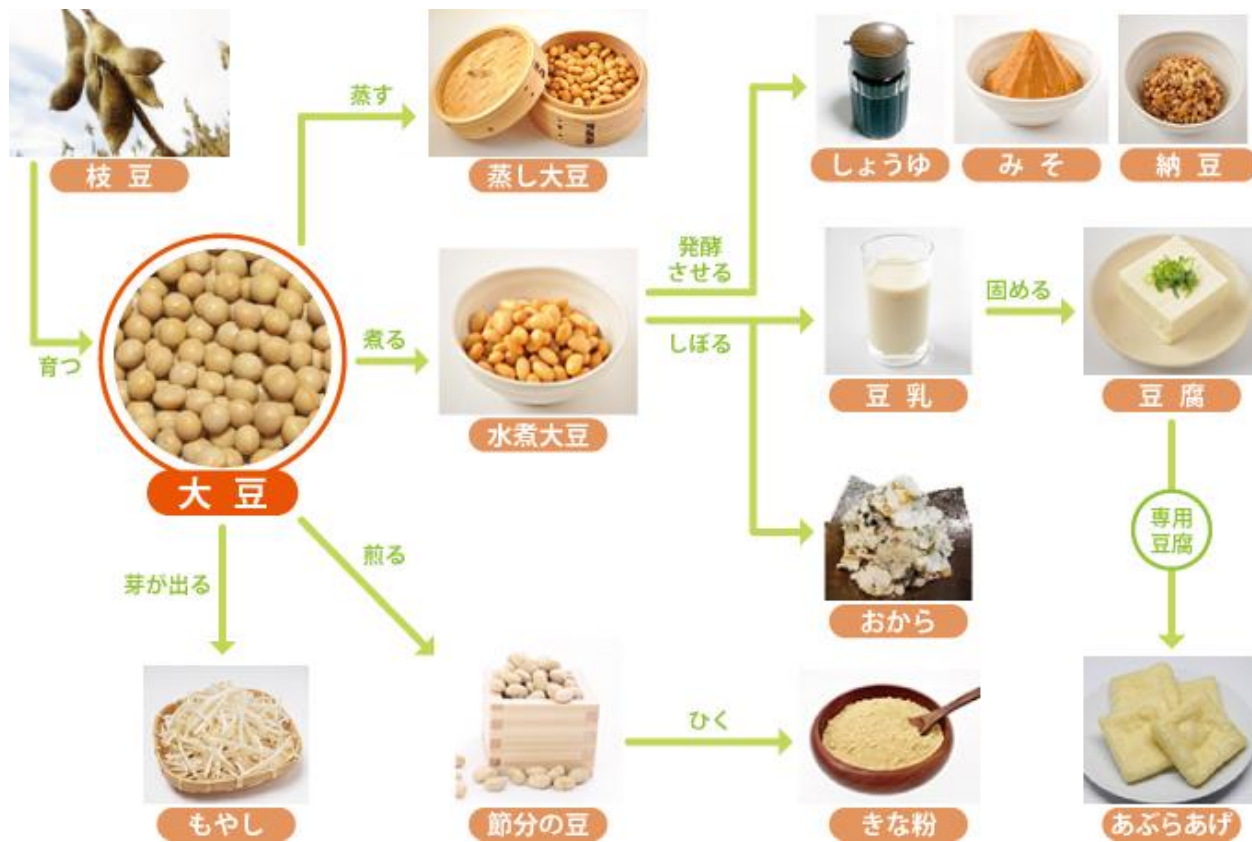 枝豆
蒸す
蒸し大豆
しょうゆ
みそ
納豆
育つ
大豆
煮る
水煮大豆
発酵
させる
しぼる
豆乳
固める
豆腐
おから
専用
豆腐
芽が出る
煎る
もやし
節分の豆
ひく
きな粉
あぶらあげ